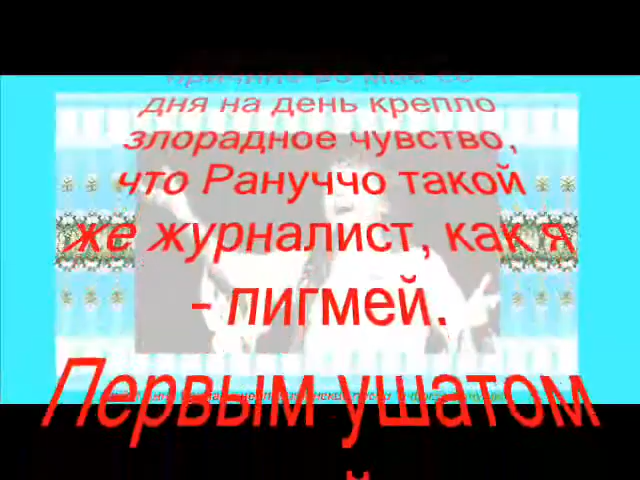 дня на день крепло
злорадное чувство,
что Рануччо такой
же журналист, как я
- пигмей.
Первым ушатом